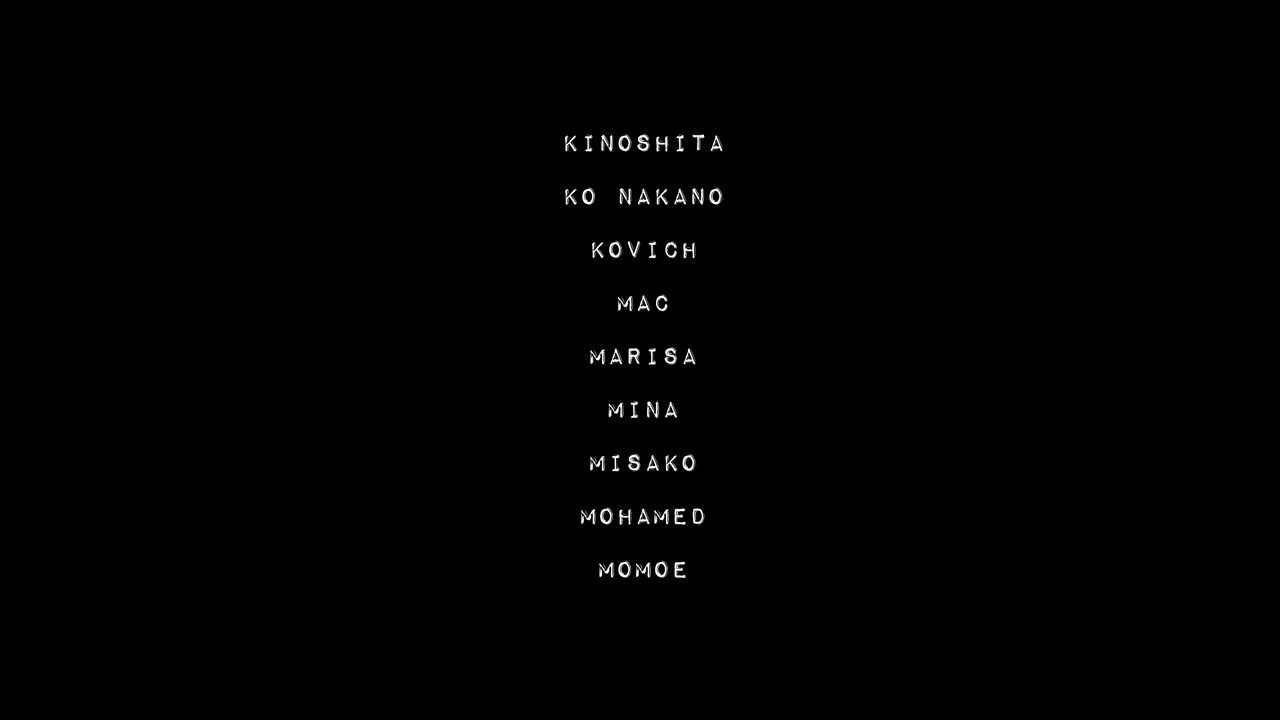 KINOSHITA
KO NAKANO
KOVICH
MAC
MARISA
MINA
MISAKO
MOHAMED
MOMOE